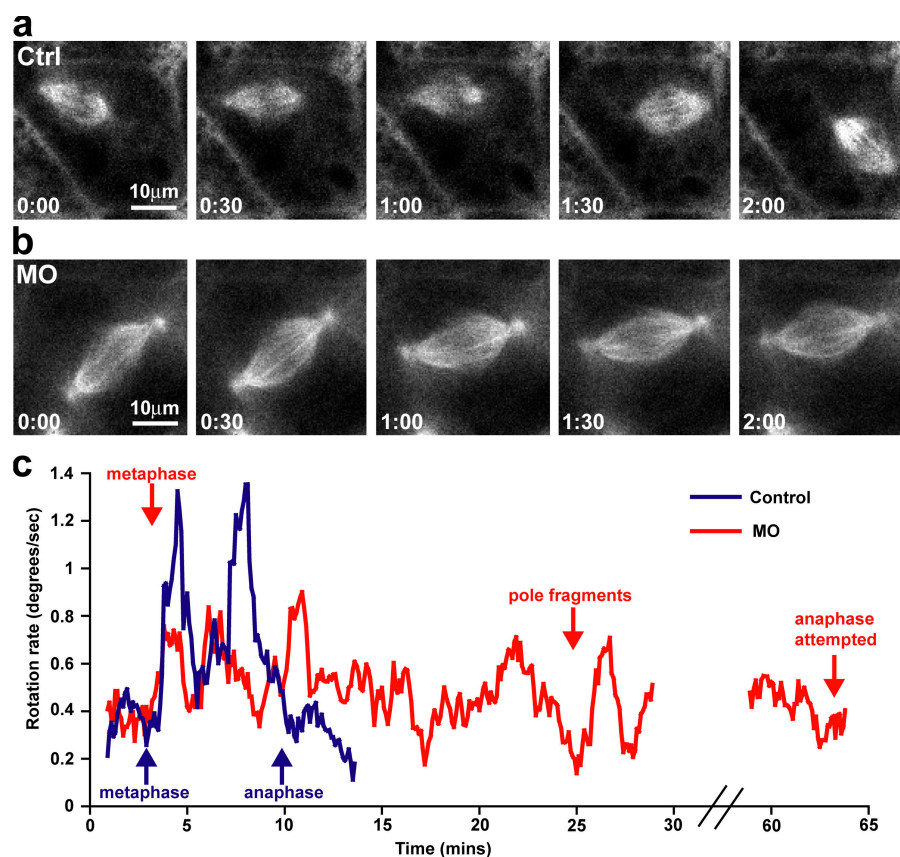 a
Ctrl
0:00
10μm
0:30
1:00
1:30
2:00
b
MO
0:00
10μm
0:30
1:00
1:30
2:00
c
Rotation rate (degrees/sec)
1.4
1.2
1
0.8
0.6
0.4
0.2
0
metaphase
Control
MO
pole fragments
anaphase
attempted
metaphase
anaphase
0
5
10
15
20
25
30
60
65
Time (mins)